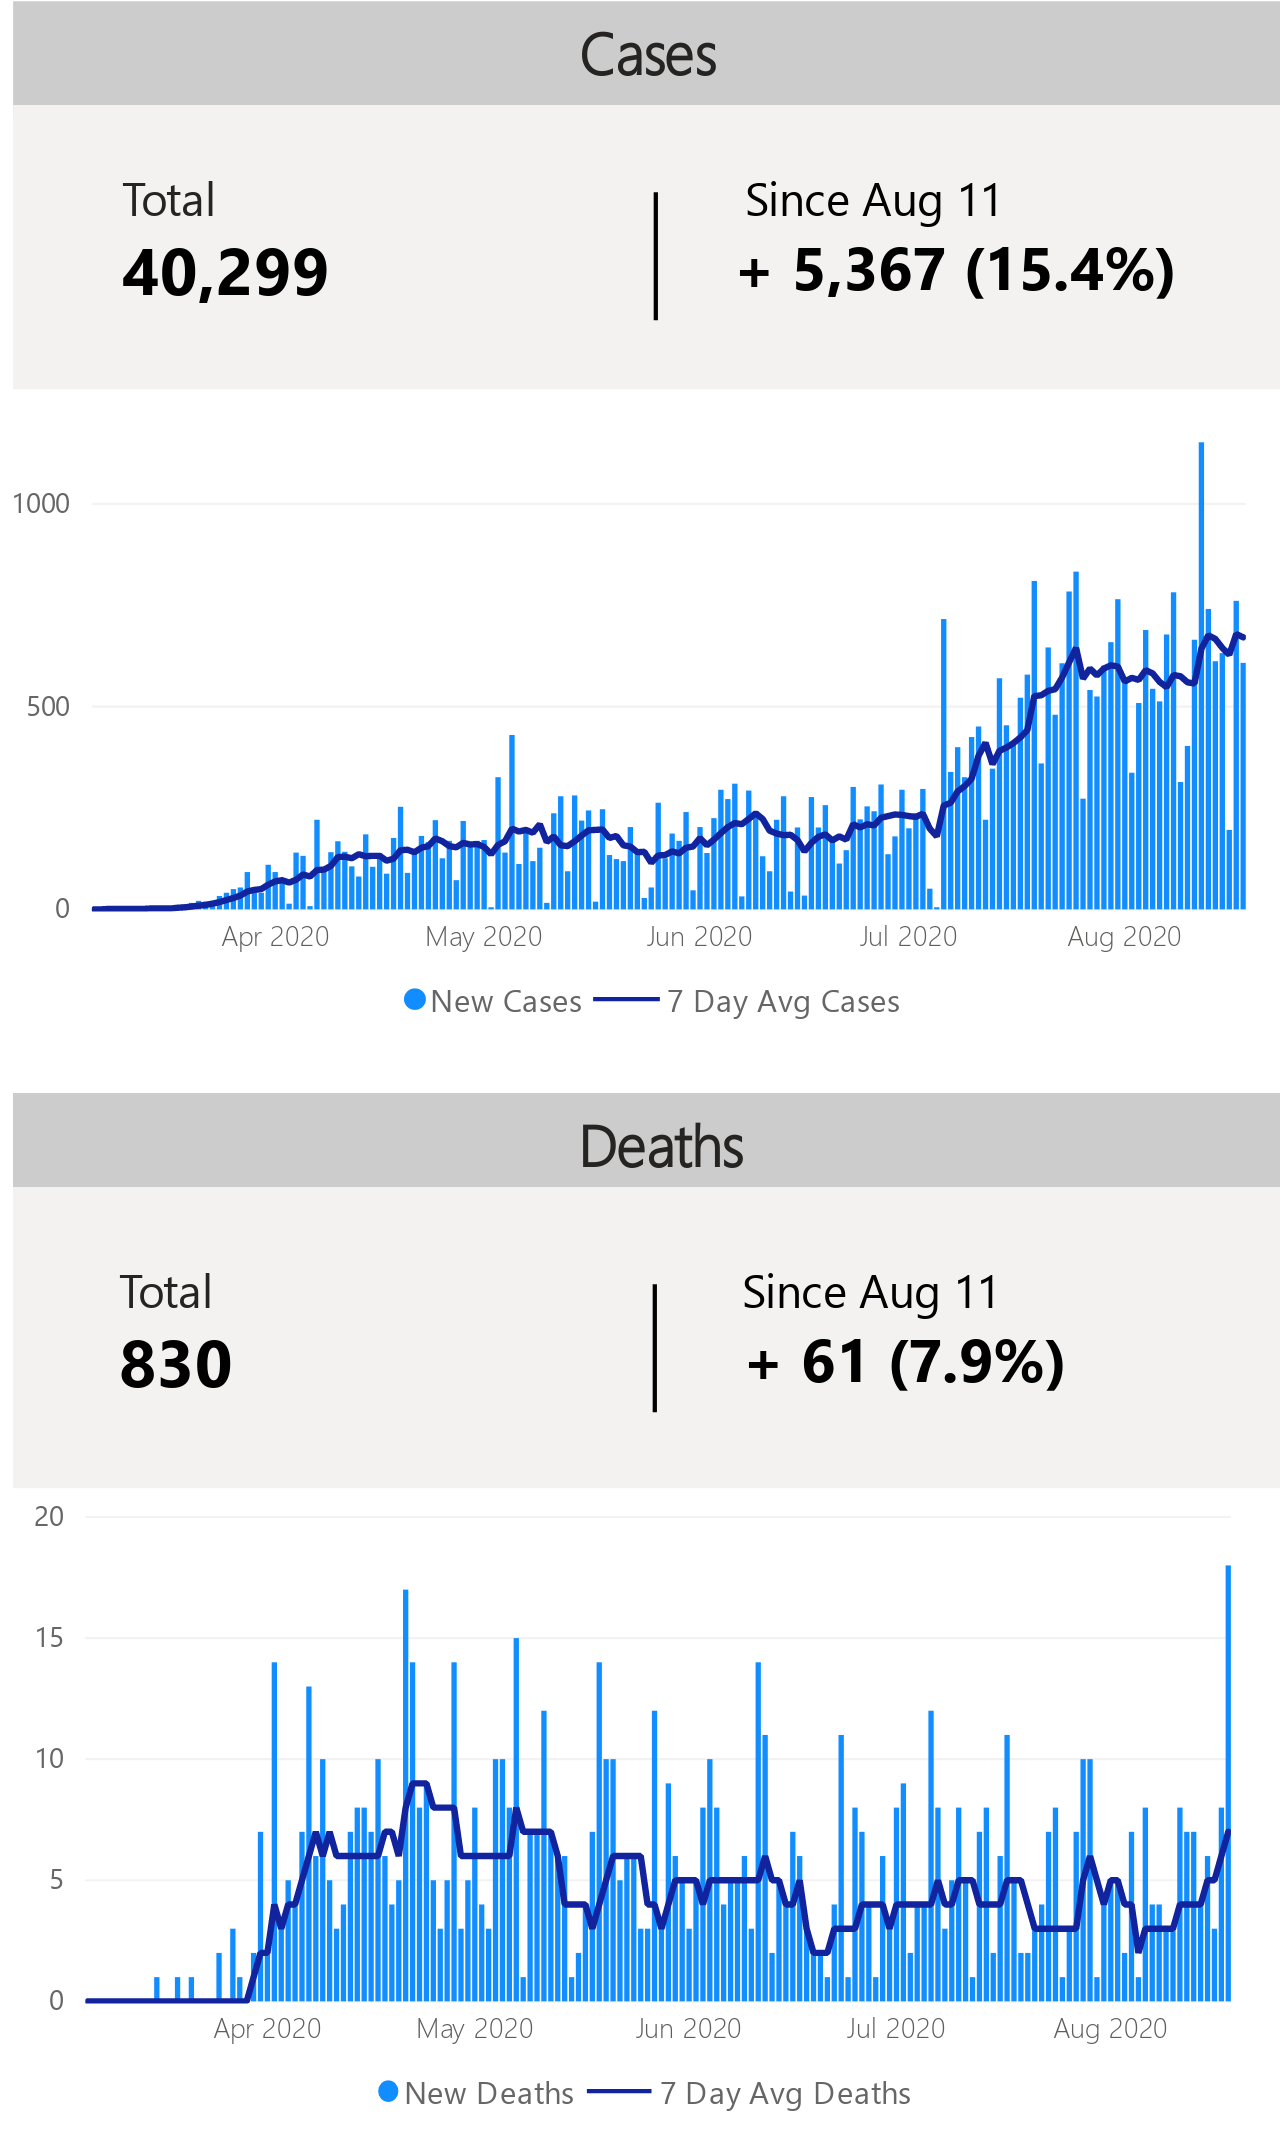 Cases
Total
Since Aug 11
40,299
+ 5,367 (15.4%)
1000
500
0
Apr 2020
May 2020
Jun 2020
Jul 2020
Aug 2020
New Cases
7 Day Avg Cases
Deaths
Total
Since Aug 11
830
+ 61 (7.9%)
20
15
10
5
0
Apr 2020
May 2020
Jun 2020
Jul 2020
Aug 2020
New Deaths
7 Day Avg Deaths